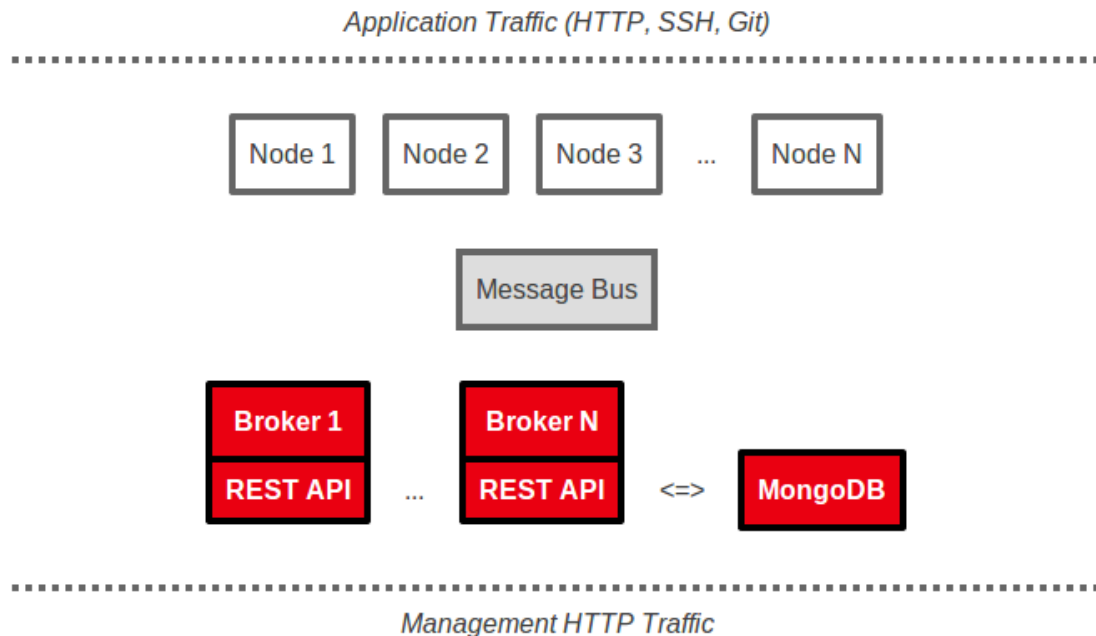 Application Traffic (HTTP, SSH, Git)
Node 1 Node 2 Node 3 ... Node N
Message Bus
Broker 1 Broker N
REST API ... REST API <=> MongoDB
Management HTTP Traffic